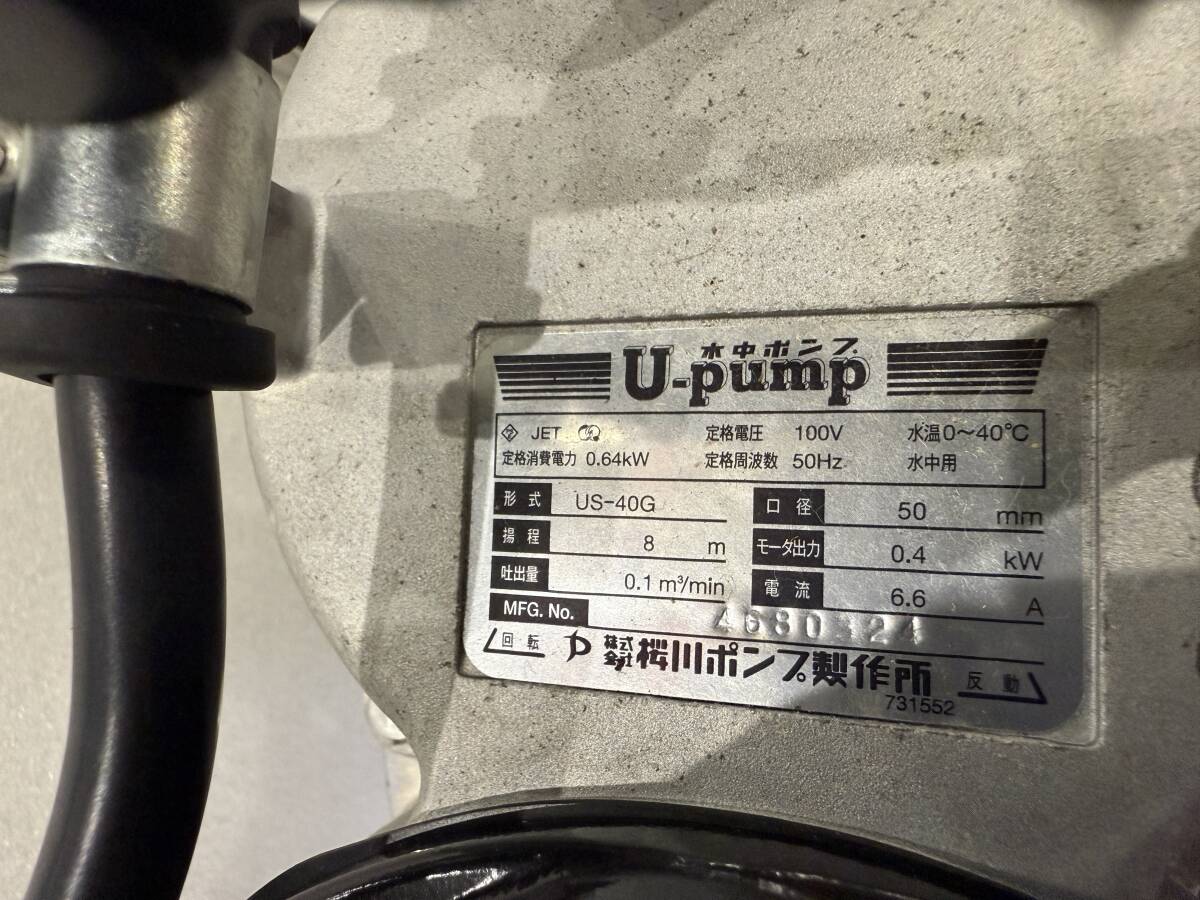 水中ポンプ
U-pump
JET 定格電圧 100V 水温0〜40℃
定格消費電力 0.64kW 定格周波数 50Hz 水中用
形式 US-40G 口径 50 mm
揚程 8 m モータ出力 0.4 kW
吐出量 0.1 m³/min 電流 6.6 A
MFG. No.
回転 株式会社 桜川ポンプ製作所 反動
731552